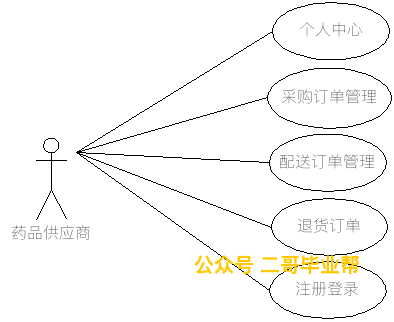 个人中心
采购订单管理
配送订单管理
退货订单
药品供应商
公众号 二哥毕业帮
注册登录